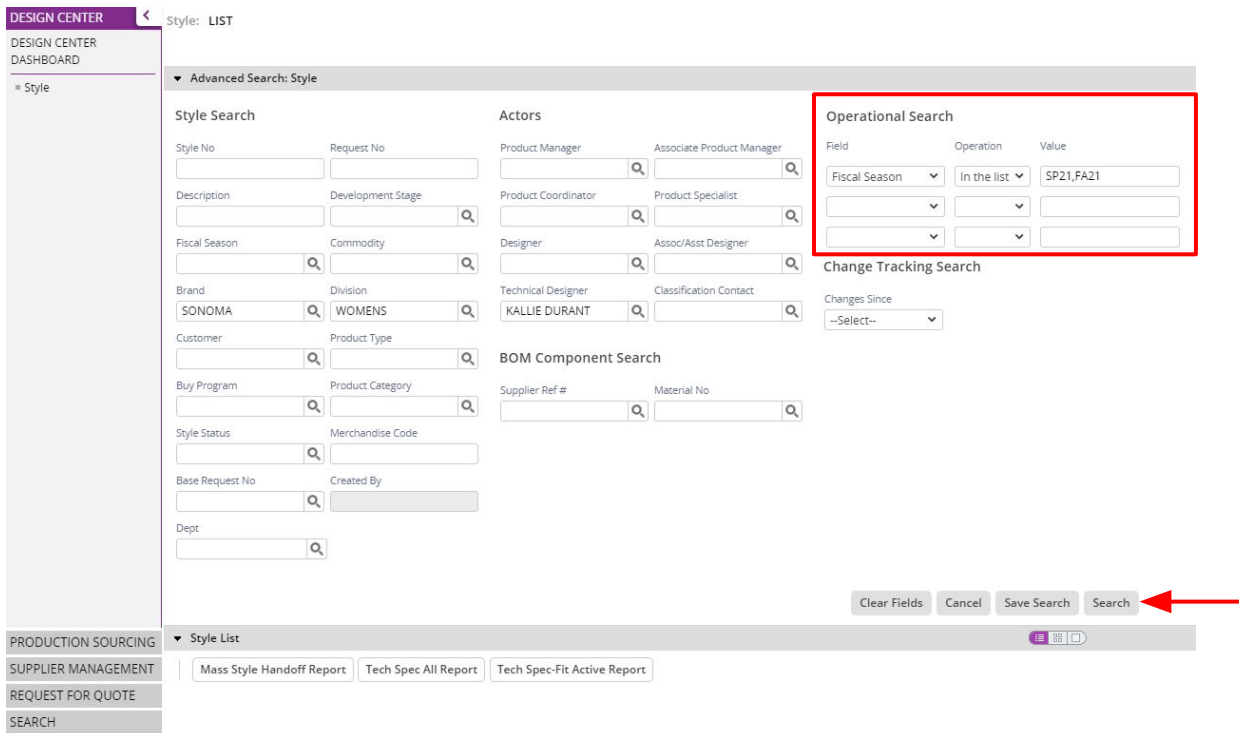 DESIGN CENTER
Style: LIST
DESIGN CENTER
DASHBOARD
Style
Advanced Search: Style
Style Search
Style No
Request No
Description
Development Stage
Fiscal Season
Commodity
Brand
Division
SONOMA
WOMENS
Customer
Product Type
Buy Program
Product Category
Style Status
Merchandise Code
Base Request No
Created By
Dept
Actors
Product Manager
Associate Product Manager
Product Coordinator
Product Specialist
Designer
Assoc/Asst Designer
Technical Designer
Classification Contact
KALLIE DURANT
BOM Component Search
Supplier Ref #
Material No
Operational Search
Field
Operation
Value
Fiscal Season
In the list
SP21,FA21
Change Tracking Search
Changes Since
--Select--
Clear Fields
Cancel
Save Search
Search
PRODUCTION SOURCING
SUPPLIER MANAGEMENT
REQUEST FOR QUOTE
SEARCH
Style List
Mass Style Handoff Report
Tech Spec All Report
Tech Spec-Fit Active Report